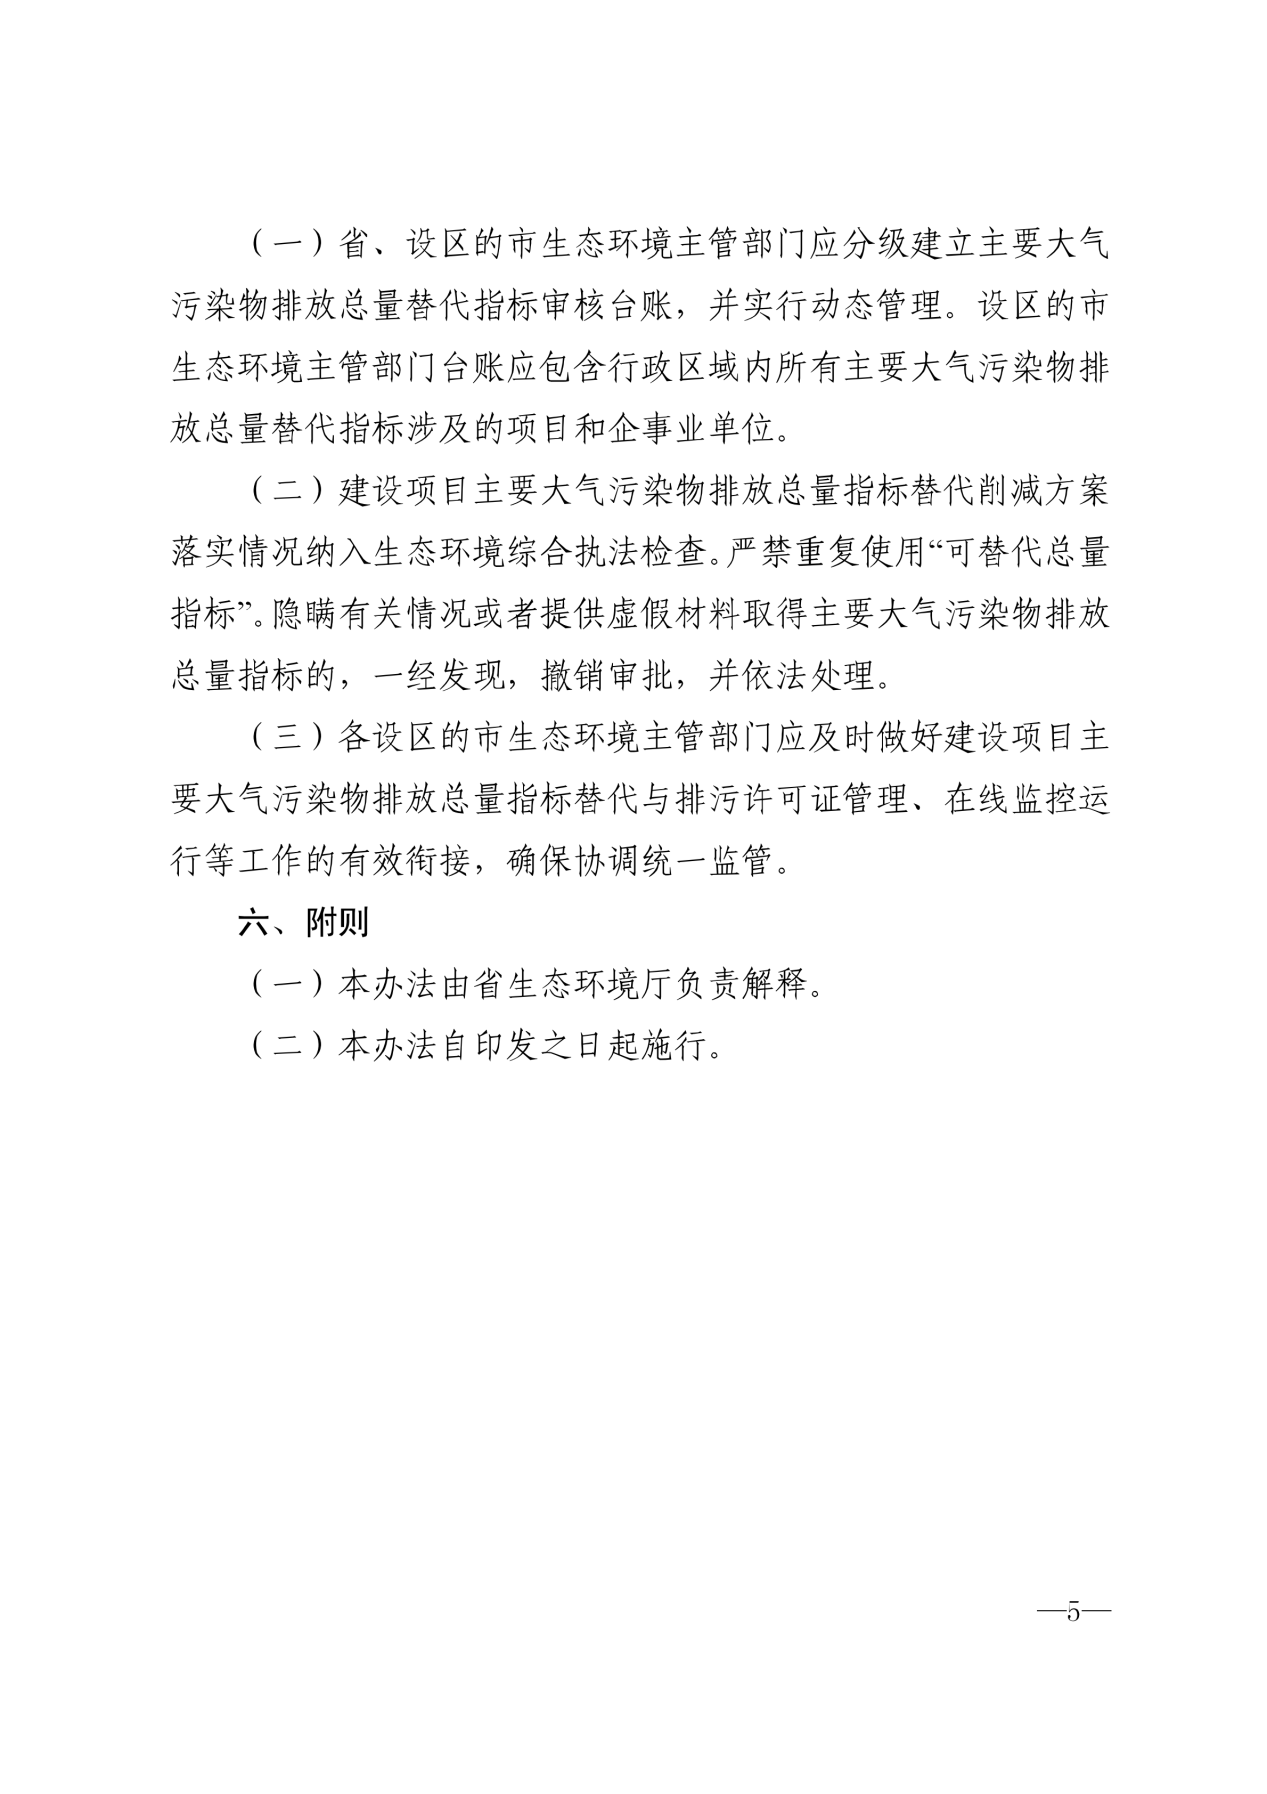 （一）省、设区的市生态环境主管部门应分级建立主要大气
污染物排放总量替代指标审核台账，并实行动态管理。设区的市
生态环境主管部门台账应包含行政区域内所有主要大气污染物排
放总量替代指标涉及的项目和企事业单位。
（二）建设项目主要大气污染物排放总量指标替代削减方案
落实情况纳入生态环境综合执法检查。严禁重复使用“可替代总量
指标”。隐瞒有关情况或者提供虚假材料取得主要大气污染物排放
总量指标的，一经发现，撤销审批，并依法处理。
（三）各设区的市生态环境主管部门应及时做好建设项目主
要大气污染物排放总量指标替代与排污许可证管理、在线监控运
行等工作的有效衔接，确保协调统一监管。
六、附则
（一）本办法由省生态环境厅负责解释。
（二）本办法自印发之日起施行。
—5—